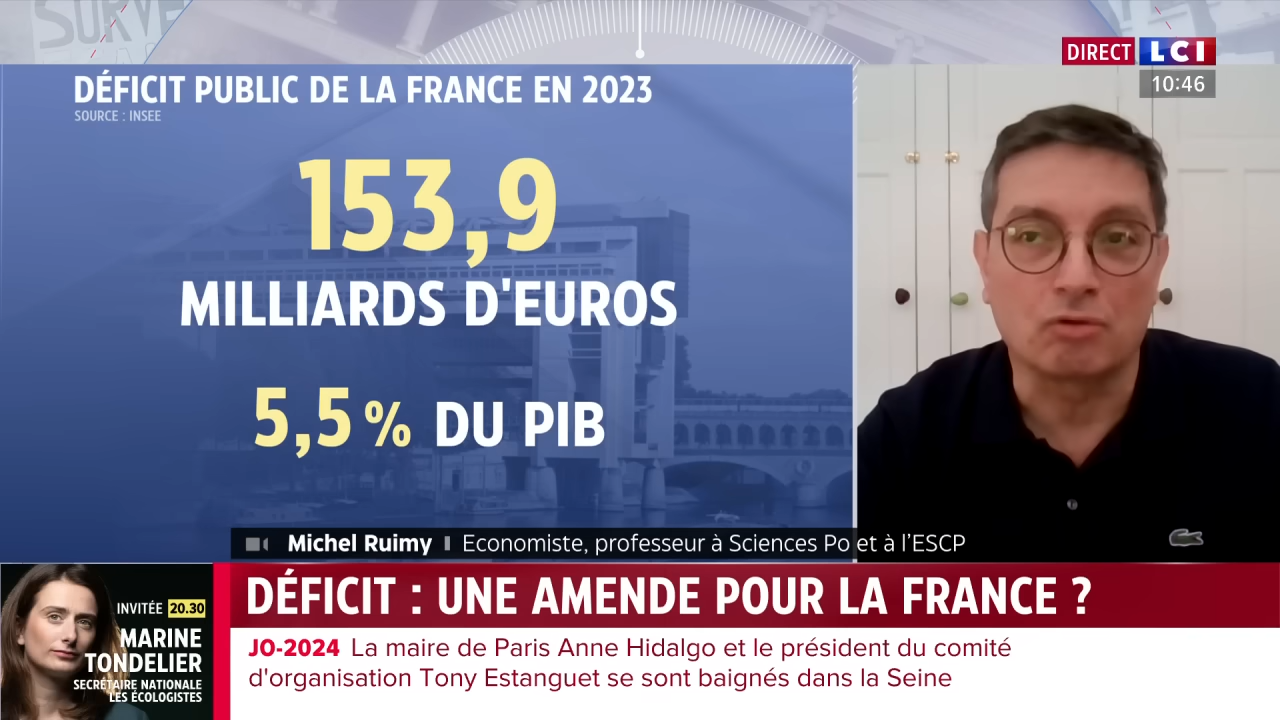 SURVE
DIRECT LCI
10:46
DÉFICIT PUBLIC DE LA FRANCE EN 2023
SOURCE : INSEE
153,9
MILLIARDS D'EUROS
5,5 % DU PIB
Michel Ruimy Economiste, professeur à Sciences Po et à l'ESCP
DÉFICIT : UNE AMENDE POUR LA FRANCE ?
INVITÉE 20.30
MARINE
TONDELIER
SECRÉTAIRE NATIONALE
LES ÉCOLOGISTES
JO-2024 La maire de Paris Anne Hidalgo et le président du comité
d'organisation Tony Estanguet se sont baignés dans la Seine